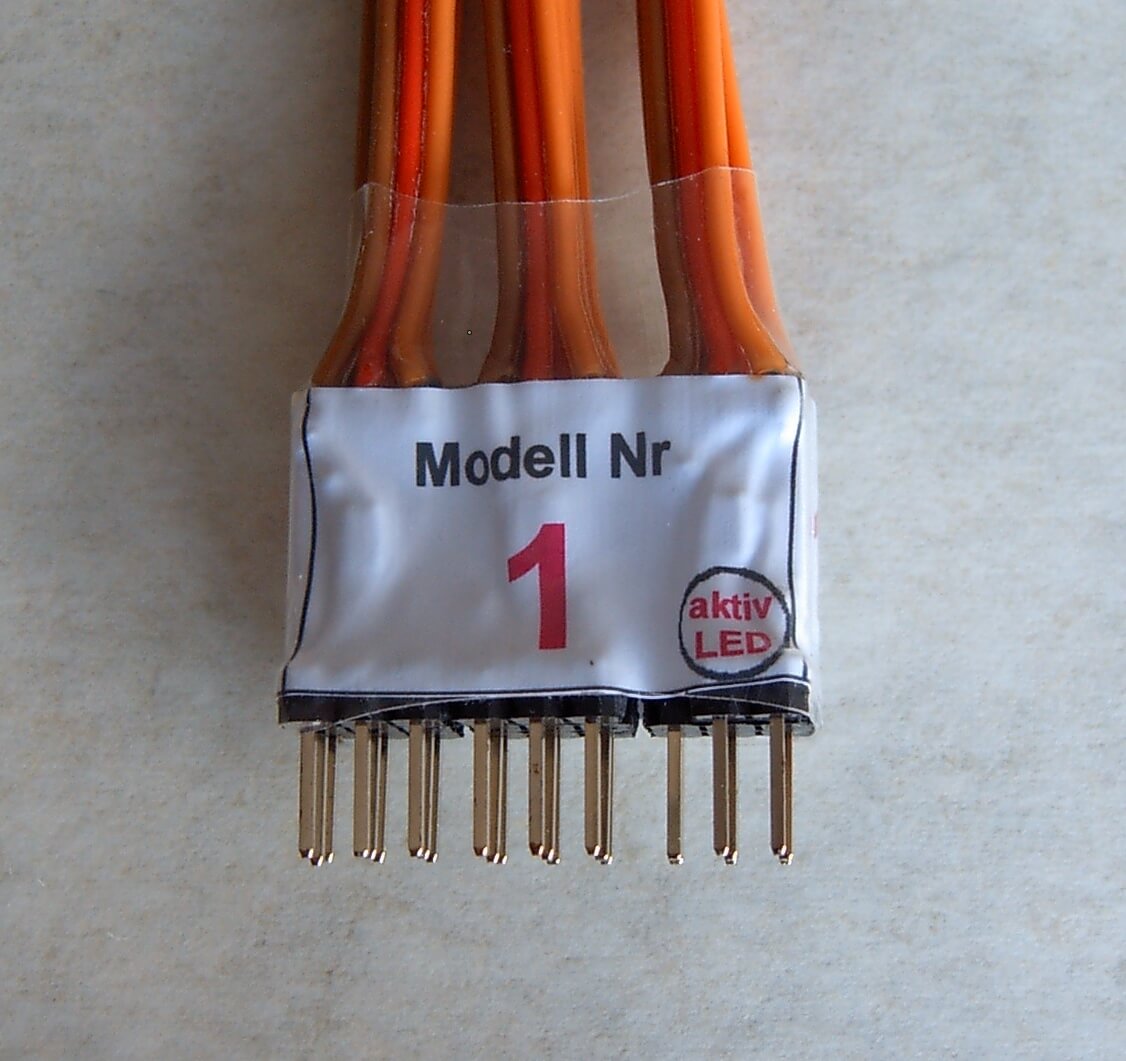 Modell Nr
1
aktiv
LED